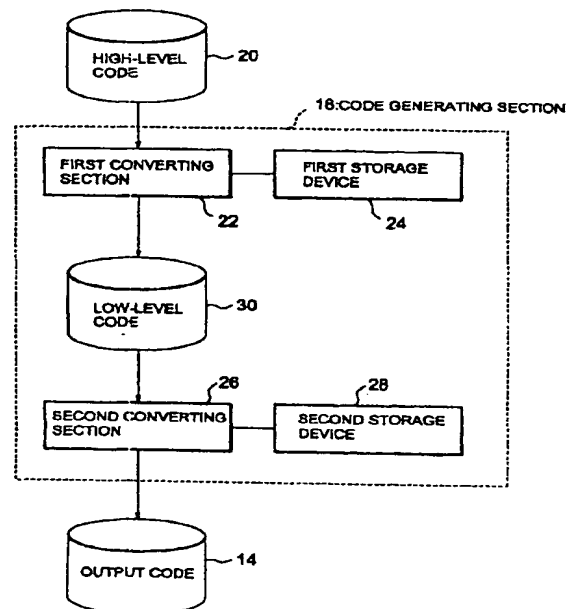 HIGH-LEVEL
CODE
20
16:CODE GENERATING SECTION
FIRST CONVERTING
SECTION
22
FIRST STORAGE
DEVICE
24
LOW-LEVEL
CODE
30
26
SECOND CONVERTING
SECTION
28
SECOND STORAGE
DEVICE
OUTPUT CODE
14